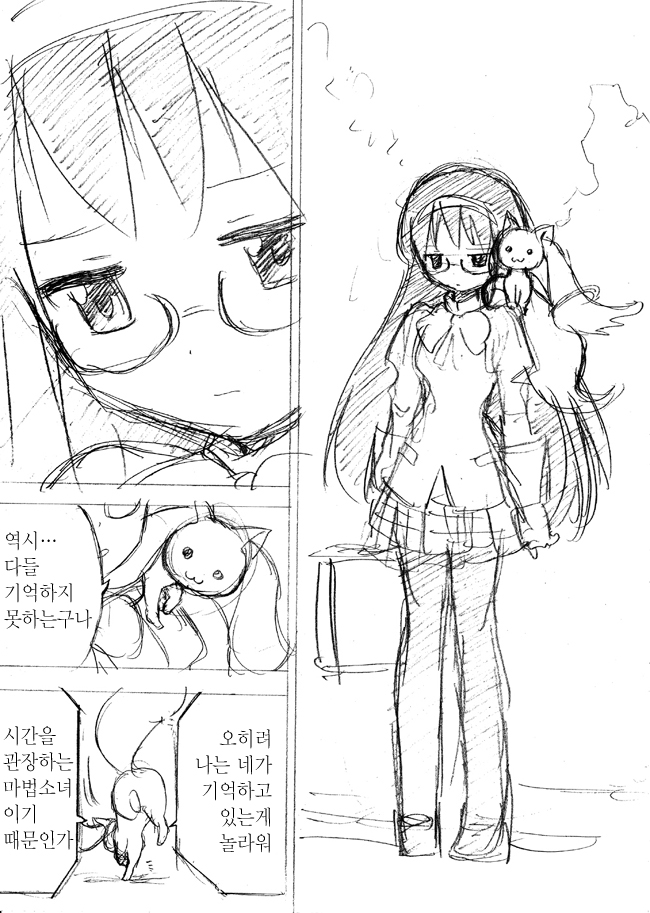 역시…
다들
기억하지
못하는구나
오히려
나는 네가
기억하고
있는게
놀라워
시간을
관장하는
마법소녀
이기
때문인가